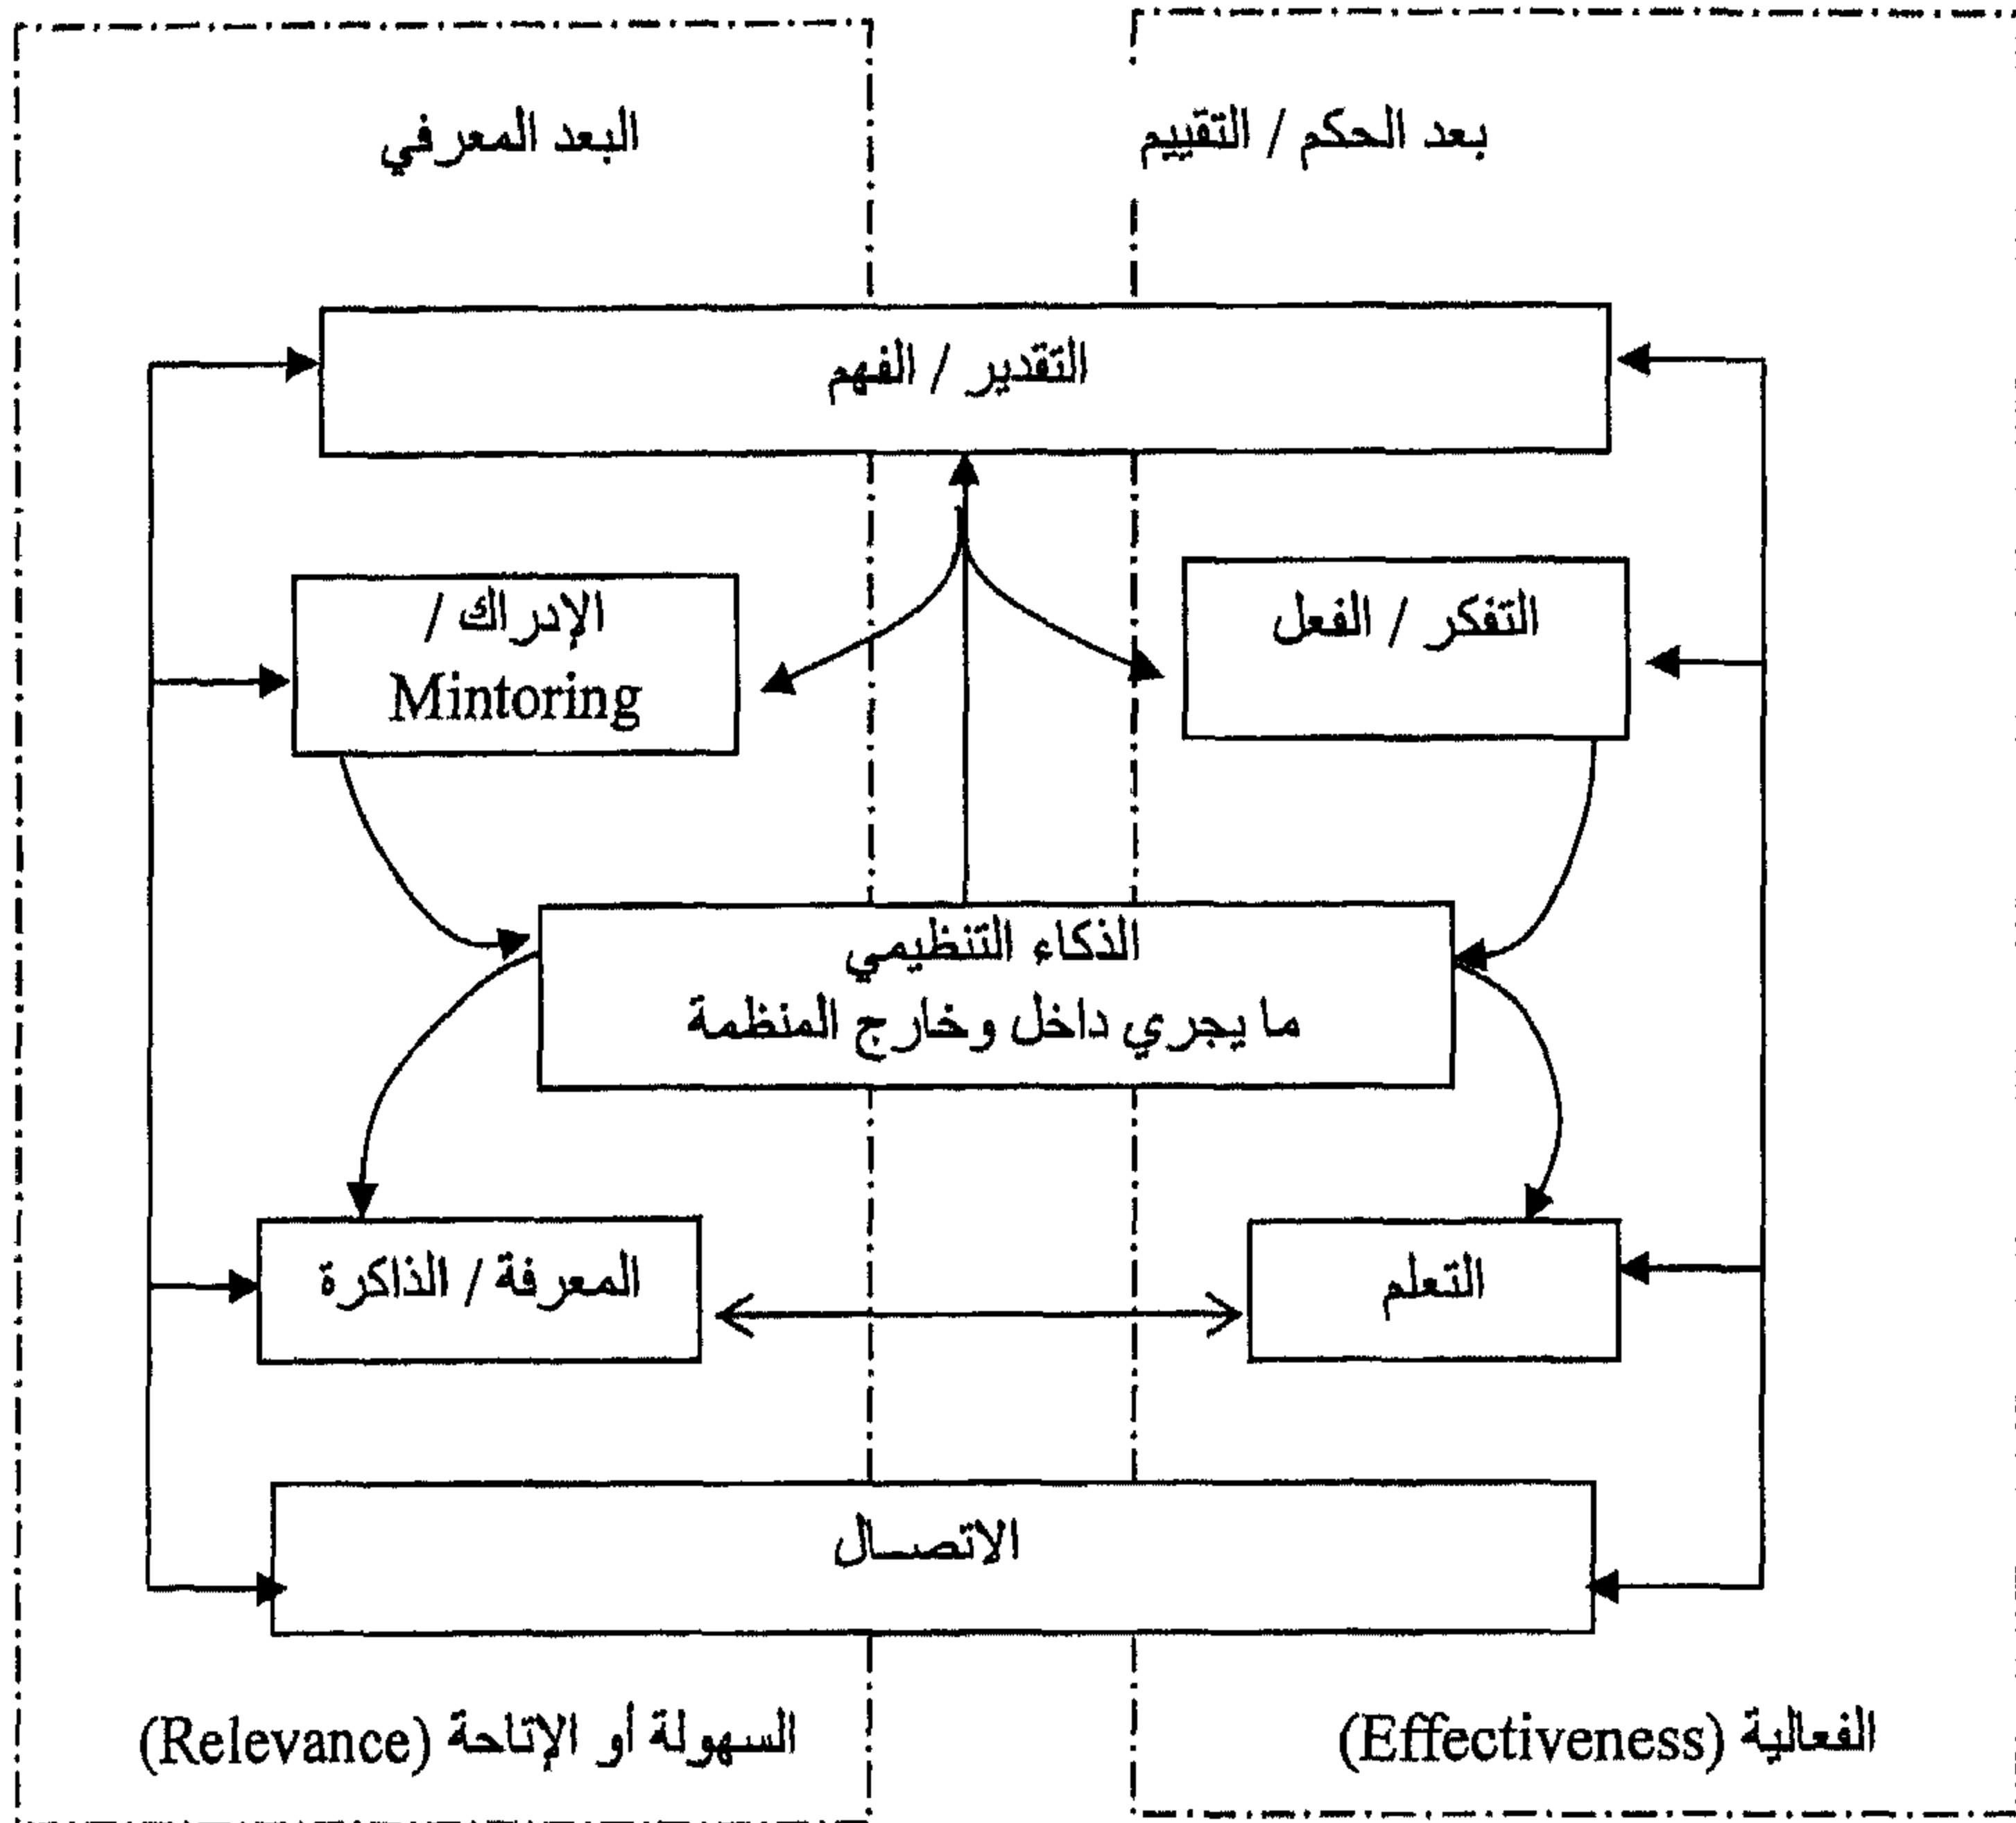 بعد الحكم / التقييم
البعد المعرفي
التقدير / الفهم
التفكر / الفعل
الإدراك /
Mintoring
الذكاء التنظيمي
ما يجري داخل وخارج المنظمة
التعلم
المعرفة / الذاكرة
الاتصال
الفعالية (Effectiveness)
السهولة أو الإتاحة (Relevance)